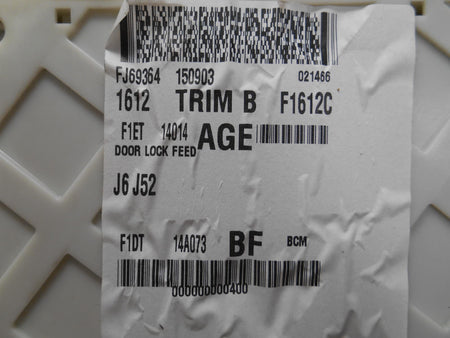 FJ69364 150903 021466
1612 TRIM B F1612C
F1ET 14014 AGE
DOOR LOCK FEED
J6 J52
F1DT 14A073 BF BCM
000000000400